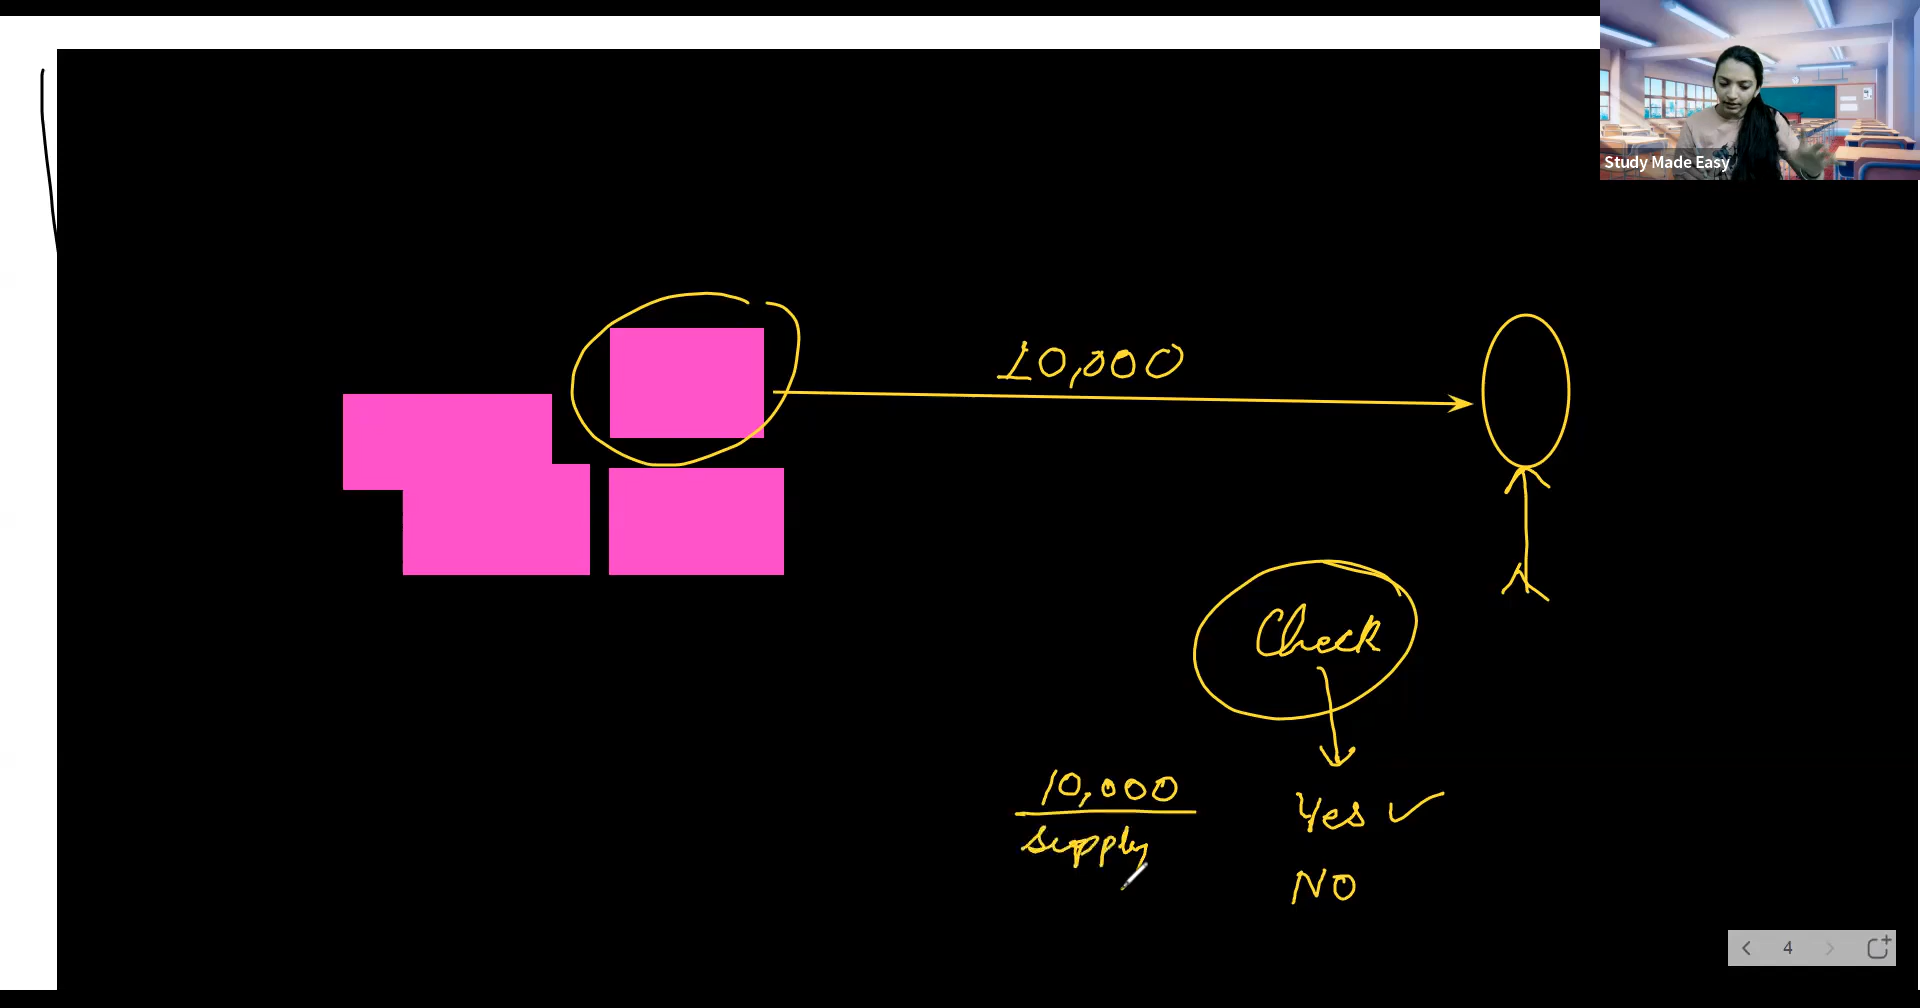 Study Made Easy
10,000
Check
10,000
supply
Yes ✓
NO
4